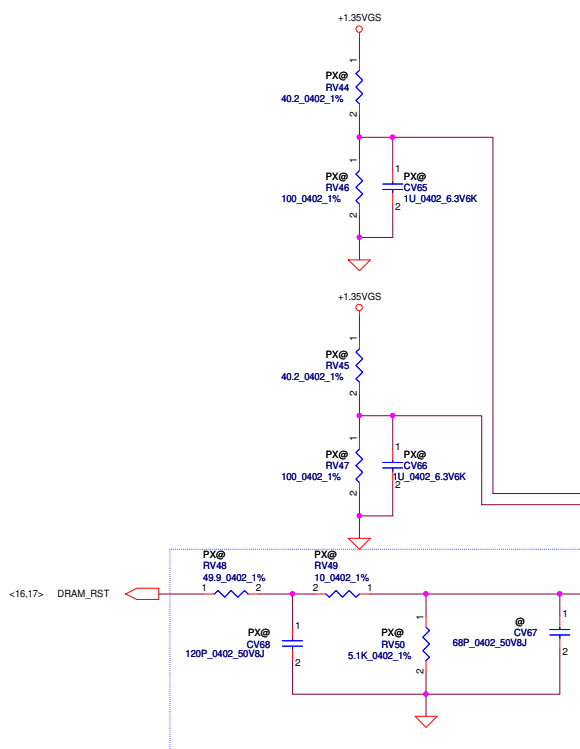 +1.35VGS
1
PX@
RV44
40.2_0402_1%
2
1
PX@
RV46
100_0402_1%
2
1
PX@
CV65
1U_0402_6.3V6K
2
+1.35VGS
1
PX@
RV45
40.2_0402_1%
2
1
PX@
RV47
100_0402_1%
2
1
PX@
CV66
1U_0402_6.3V6K
2
<16,17> DRAM_RST
PX@
RV48
49.9_0402_1%
1 2
PX@
RV49
10_0402_1%
2 1
1
PX@
CV68
120P_0402_50V8J
2
1
PX@
RV50
5.1K_0402_1%
2
1
@
CV67
68P_0402_50V8J
2